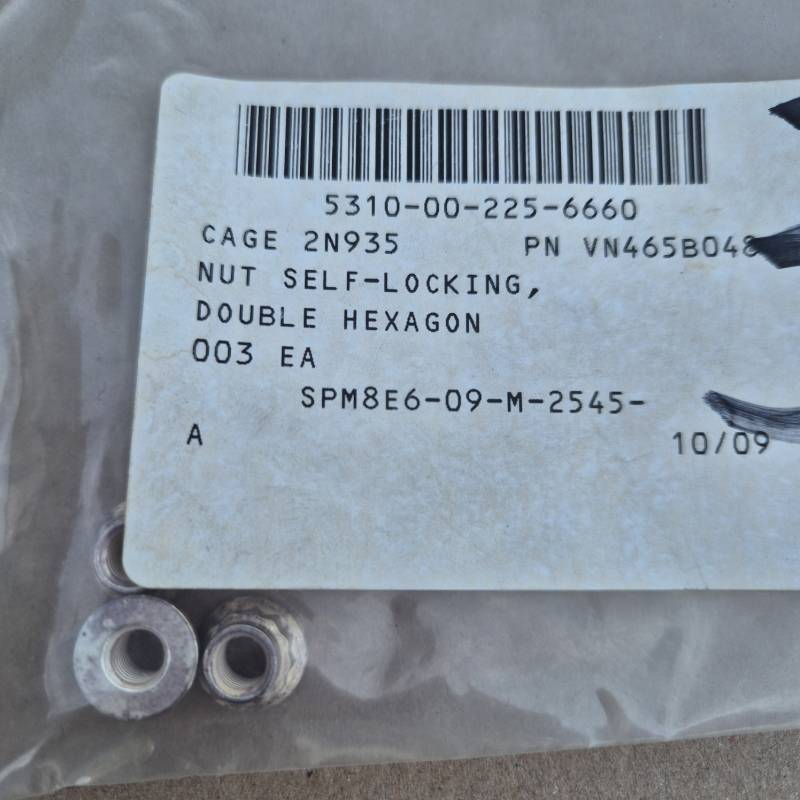 5310-00-225-6660
CAGE 2N935 PN VN465B048
NUT SELF-LOCKING,
DOUBLE HEXAGON
003 EA
SPM8E6-09-M-2545-
A 10/09